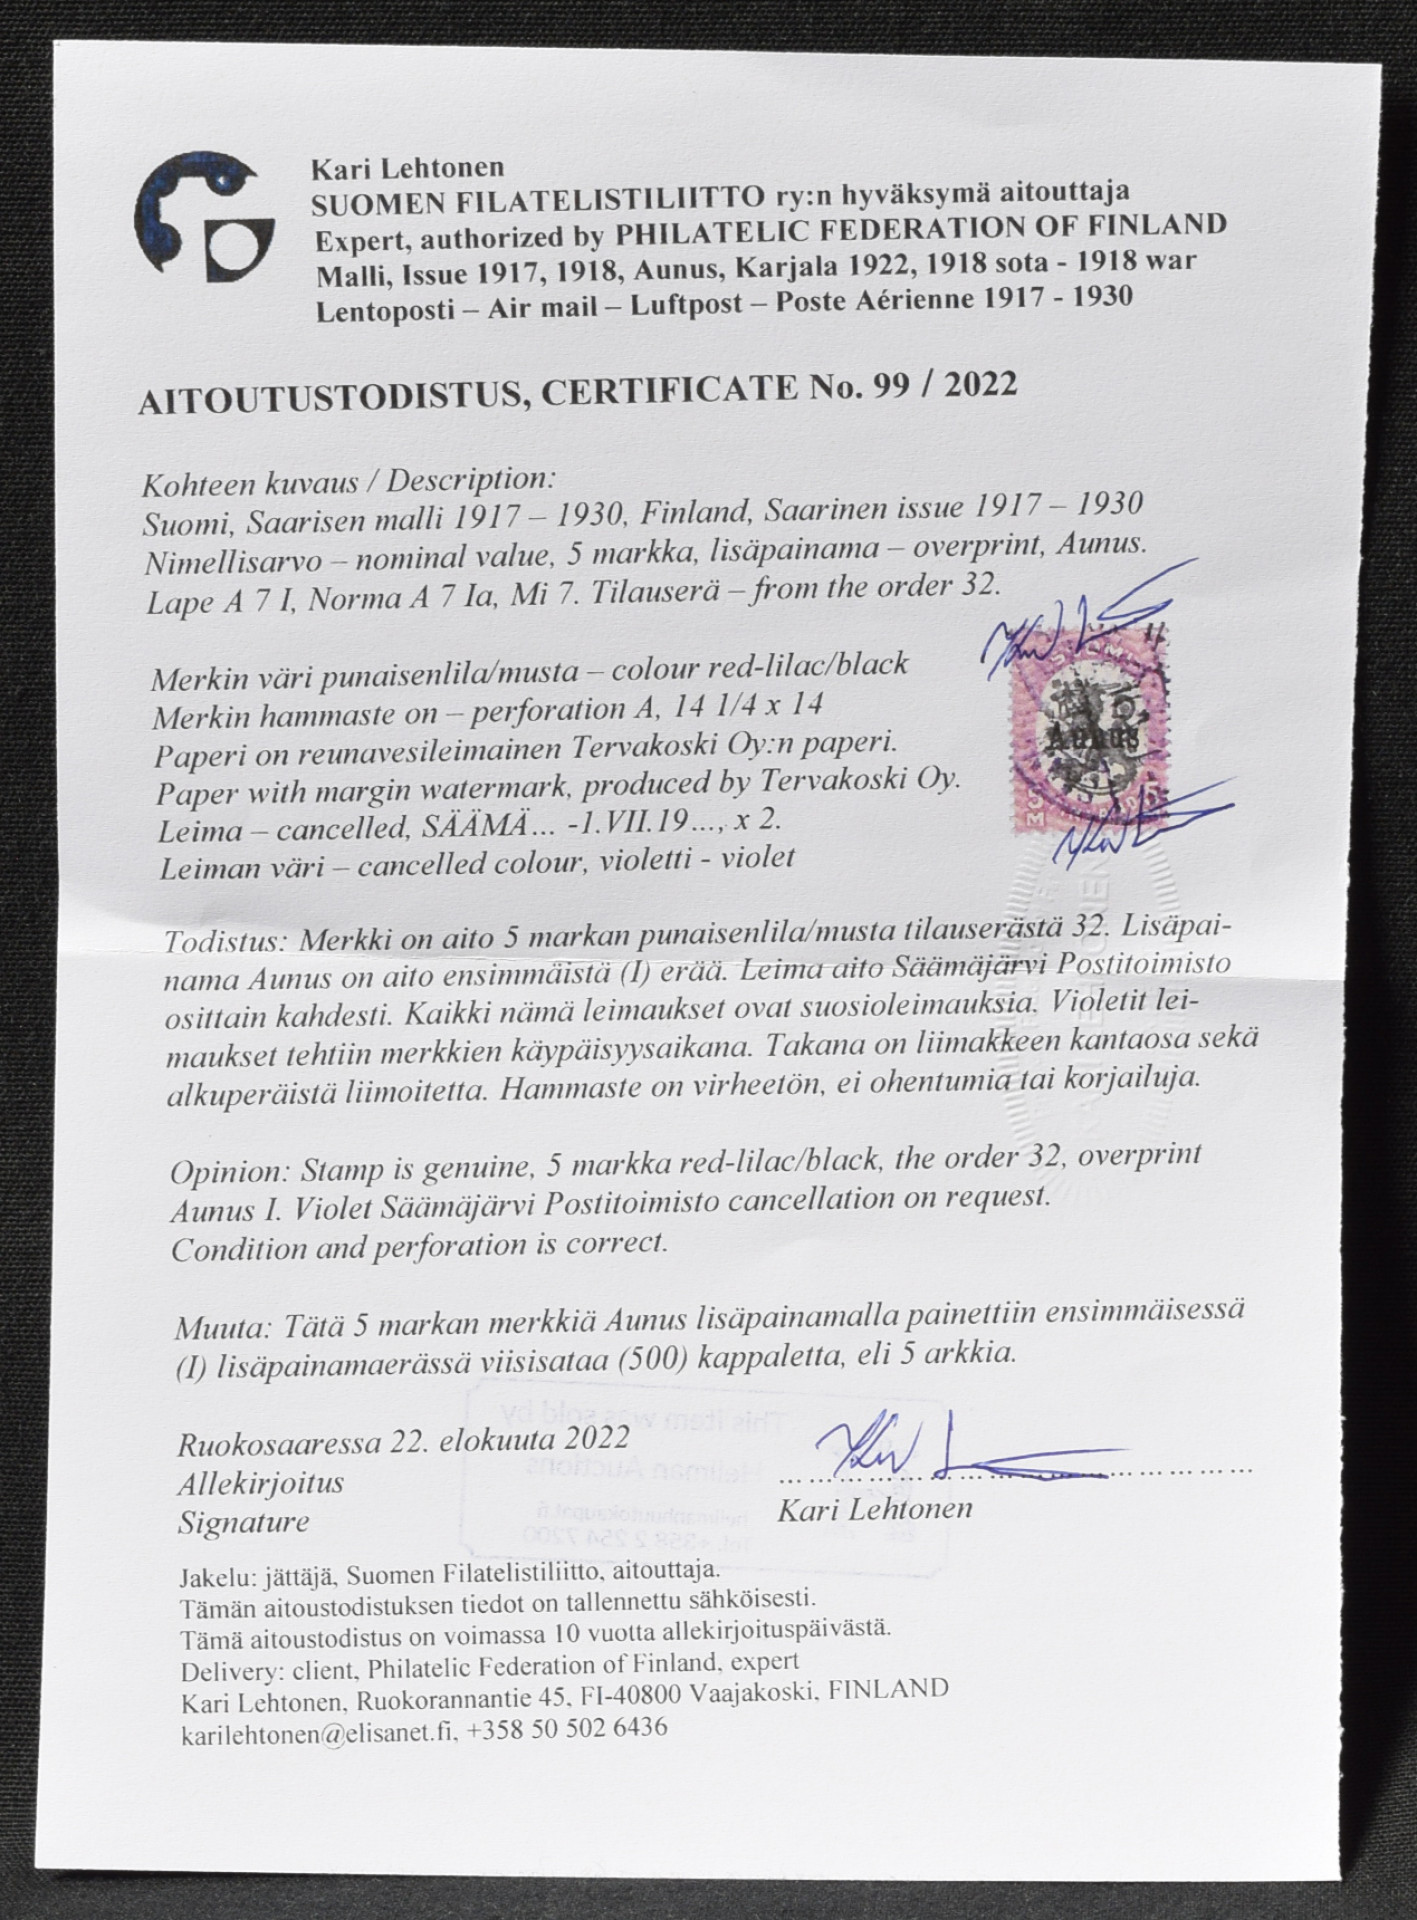 Kari Lehtonen
SUOMEN FILATELISTILIITTO ry:n hyväksymä aitouttaja
Expert, authorized by PHILATELIC FEDERATION OF FINLAND
Malli, Issue 1917, 1918, Aunus, Karjala 1922, 1918 sota - 1918 war
Lentoposti – Air mail – Luftpost – Poste Aérienne 1917 - 1930
AITOUTUSTODISTUS, CERTIFICATE No. 99 / 2022
Kohteen kuvaus / Description:
Suomi, Saarisen malli 1917 – 1930, Finland, Saarinen issue 1917 – 1930
Nimellisarvo – nominal value, 5 markka, lisäpainama – overprint, Aunus.
Lape A 7 I, Norma A 7 Ia, Mi 7. Tilauserä – from the order 32.
Merkin väri punaisenlila/musta – colour red-lilac/black
Merkin hammaste on – perforation A, 14 1/4 x 14
Paperi on reunavesileimainen Tervakoski Oy:n paperi.
Paper with margin watermark, produced by Tervakoski Oy.
Leima – cancelled, SÄÄMÄ... -1.VII.19..., x 2.
Leiman väri – cancelled colour, violetti - violet
Aunus
Todistus: Merkki on aito 5 markan punaisenlila/musta tilauserästä 32. Lisäpai-
nama Aunus on aito ensimmäistä (I) erää. Leima aito Säämäjärvi Postitoimisto
osittain kahdesti. Kaikki nämä leimaukset ovat suosioleimauksia. Violetit lei-
maukset tehtiin merkkien käypäisyysaikana. Takana on liimakkeen kantaosa sekä
alkuperäistä liimoitetta. Hammaste on virheetön, ei ohentumia tai korjailuja.
Opinion: Stamp is genuine, 5 markka red-lilac/black, the order 32, overprint
Aunus I. Violet Säämäjärvi Postitoimisto cancellation on request.
Condition and perforation is correct.
Muuta: Tätä 5 markan merkkiä Aunus lisäpainamalla painettiin ensimmäisessä
(I) lisäpainamaerässä viisisataa (500) kappaletta, eli 5 arkkia.
This item was sold by
Hellman Auctions
Ruokosaaressa 22. elokuuta 2022
Allekirjoitus
Signature
Kari Lehtonen
Jakelu: jättäjä, Suomen Filatelistiliitto, aitouttaja.
Tämän aitoustodistuksen tiedot on tallennettu sähköisesti.
Tämä aitoustodistus on voimassa 10 vuotta allekirjoituspäivästä.
Delivery: client, Philatelic Federation of Finland, expert
Kari Lehtonen, Ruokorannantie 45, FI-40800 Vaajakoski, FINLAND
karilehtonen@elisanet.fi, +358 50 502 6436